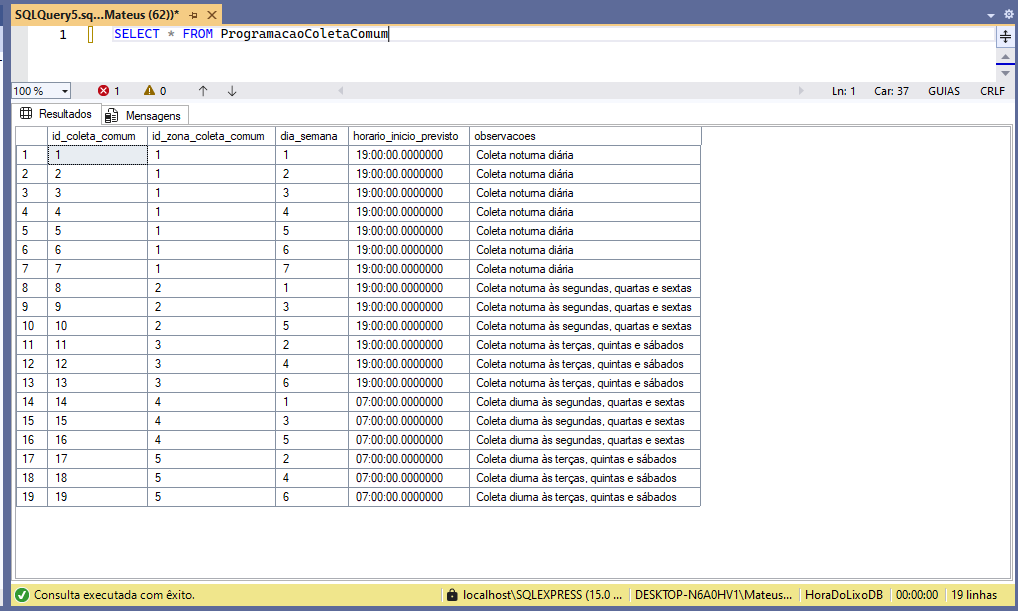 SQLQuery5.sq...Mateus (62))*
1 SELECT * FROM ProgramacaoColetaComum
100 % 1 0 Ln: 1 Car: 37 GUIAS CRLF
Resultados Mensagens
id_coleta_comum id_zona_coleta_comum dia_semana horario_inicio_previsto observacoes
1 1 1 1 19:00:00.0000000 Coleta noturna diária
2 2 1 2 19:00:00.0000000 Coleta noturna diária
3 3 1 3 19:00:00.0000000 Coleta noturna diária
4 4 1 4 19:00:00.0000000 Coleta noturna diária
5 5 1 5 19:00:00.0000000 Coleta noturna diária
6 6 1 6 19:00:00.0000000 Coleta noturna diária
7 7 1 7 19:00:00.0000000 Coleta noturna diária
8 8 2 1 19:00:00.0000000 Coleta noturna às segundas, quartas e sextas
9 9 2 3 19:00:00.0000000 Coleta noturna às segundas, quartas e sextas
10 10 2 5 19:00:00.0000000 Coleta noturna às segundas, quartas e sextas
11 11 3 2 19:00:00.0000000 Coleta noturna às terças, quintas e sábados
12 12 3 4 19:00:00.0000000 Coleta noturna às terças, quintas e sábados
13 13 3 6 19:00:00.0000000 Coleta noturna às terças, quintas e sábados
14 14 4 1 07:00:00.0000000 Coleta diurna às segundas, quartas e sextas
15 15 4 3 07:00:00.0000000 Coleta diurna às segundas, quartas e sextas
16 16 4 5 07:00:00.0000000 Coleta diurna às segundas, quartas e sextas
17 17 5 2 07:00:00.0000000 Coleta diurna às terças, quintas e sábados
18 18 5 4 07:00:00.0000000 Coleta diurna às terças, quintas e sábados
19 19 5 6 07:00:00.0000000 Coleta diurna às terças, quintas e sábados
Consulta executada com êxito. localhost\SQLEXPRESS (15.0 ... DESKTOP-N6A0HV1\Mateus... HoraDoLixoDB 00:00:00 19 linhas